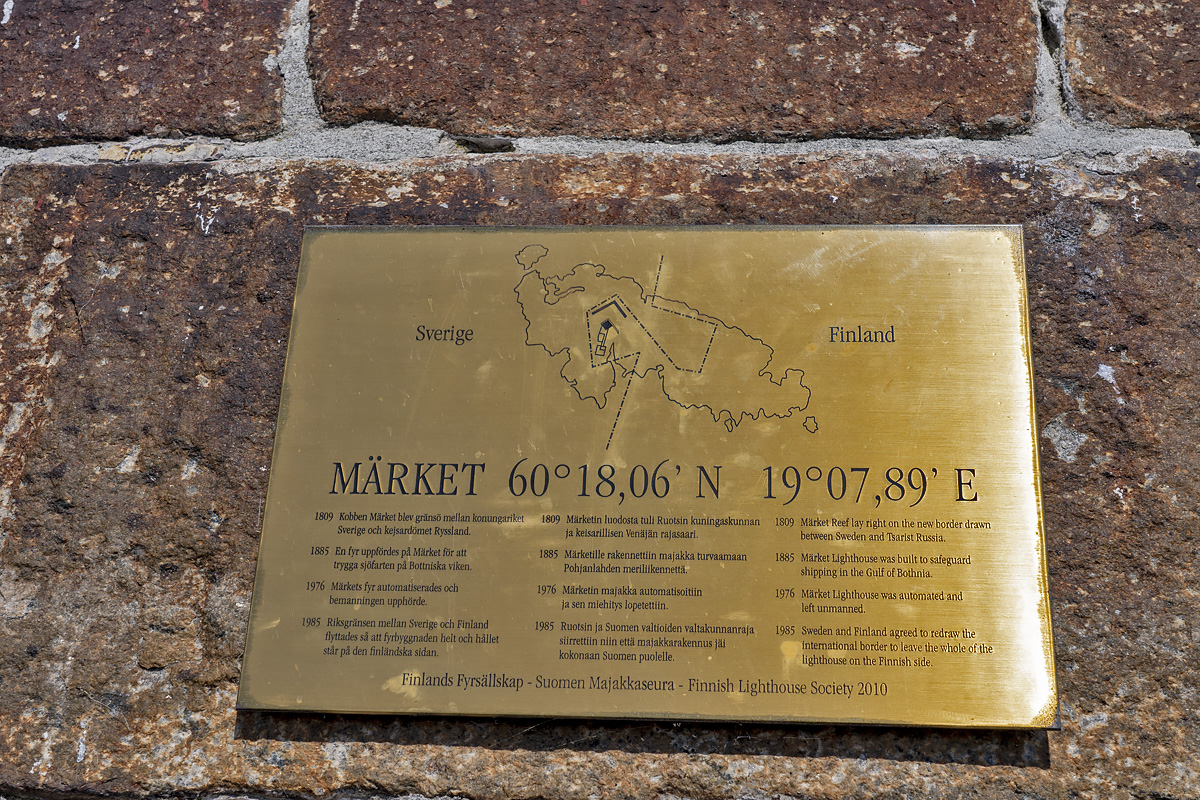 Sverige
Finland
MÄRKET 60°18,06' N 19°07,89' E
1809 Kobben Märket blev gränsö mellan konungariket
Sverige och kejsardömet Ryssland.
1885 En fyr uppfördes på Märket för att
trygga sjöfarten på Bottniska viken.
1976 Märkets fyr automatiserades och
bemanningen upphörde.
1985 Riksgränsen mellan Sverige och Finland
flyttades så att fyrbyggnaden helt och hållet
står på den finländska sidan.
1809 Märketin luodosta tuli Ruotsin kuningaskunnan
ja keisarillisen Venäjän rajasaari.
1885 Märketille rakennettiin majakka turvaamaan
Pohjanlahden meriliikennettä.
1976 Märketin majakka automatisoitiin
ja sen miehitys lopetettiin.
1985 Ruotsin ja Suomen valtioiden valtakunnanraja
siirrettiin niin että majakkarakennus jäi
kokonaan Suomen puolelle.
1809 Märket Reef lay right on the new border drawn
between Sweden and Tsarist Russia.
1885 Märket Lighthouse was built to safeguard
shipping in the Gulf of Bothnia.
1976 Märket Lighthouse was automated and
left unmanned.
1985 Sweden and Finland agreed to redraw the
international border to leave the whole of the
lighthouse on the Finnish side.
Finlands Fyrsällskap - Suomen Majakkaseura - Finnish Lighthouse Society 2010